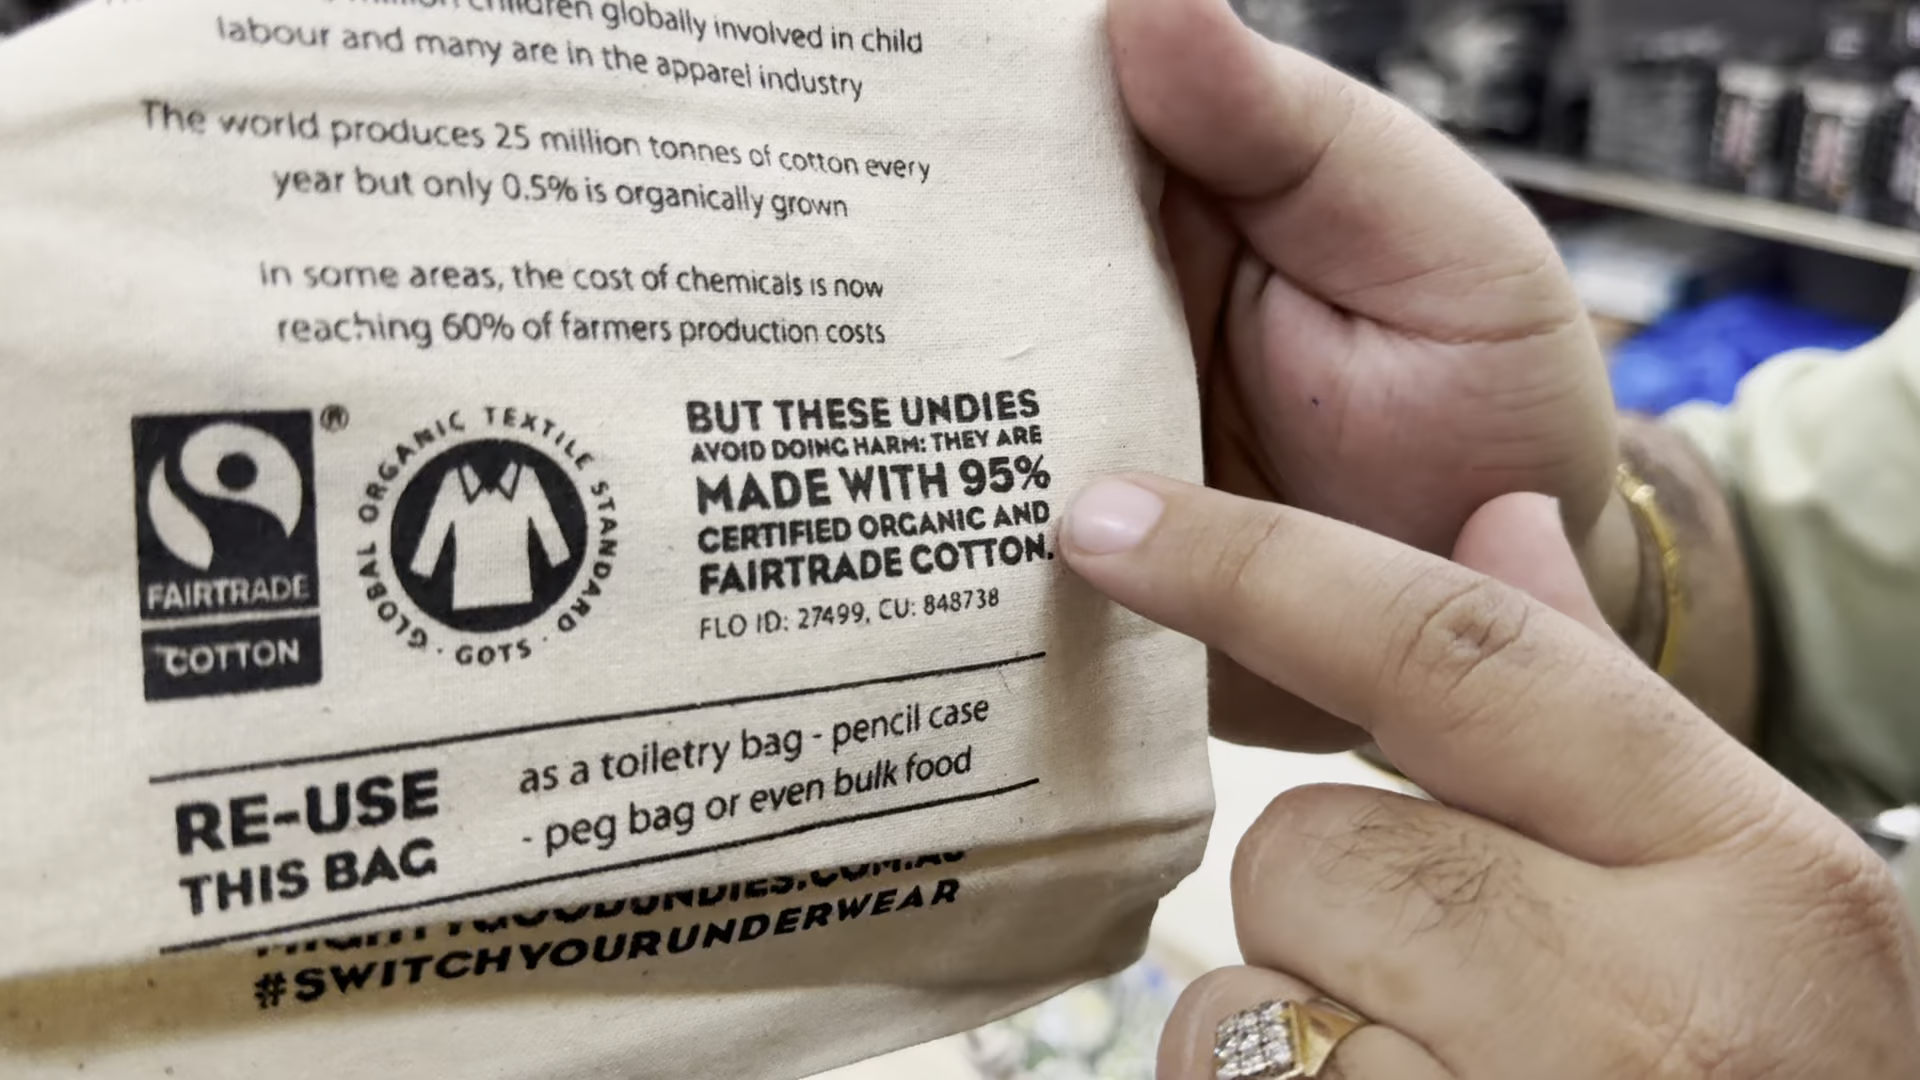 children globally involved in child
labour and many are in the apparel industry
The world produces 25 million tonnes of cotton every
year but only 0.5% is organically grown
In some areas, the cost of chemicals is now
reaching 60% of farmers production costs
®
FAIRTRADE
COTTON
GLOBAL ORGANIC TEXTILE STANDARD · GOTS ·
BUT THESE UNDIES
AVOID DOING HARM: THEY ARE
MADE WITH 95%
CERTIFIED ORGANIC AND
FAIRTRADE COTTON.
FLO ID: 27499, CU: 848738
RE-USE
THIS BAG
as a toiletry bag - pencil case
- peg bag or even bulk food
MIGHTYGOODUNDIES.COM.AU
#SWITCHYOURUNDERWEAR